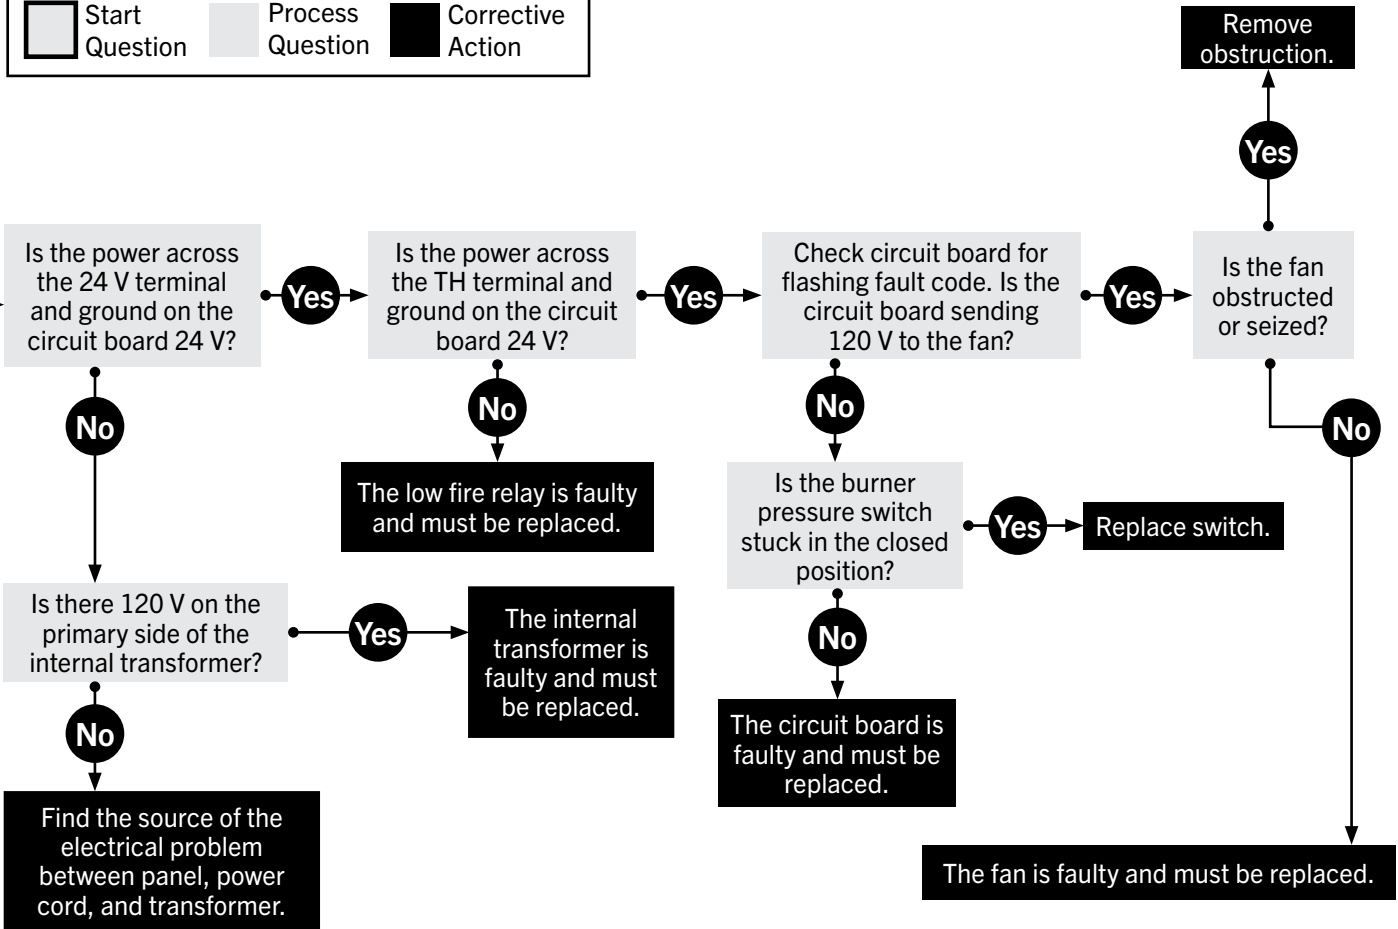 Start
Question
Process
Question
Corrective
Action
Remove
obstruction.
Yes
Is the power across
the 24 V terminal
and ground on the
circuit board 24 V?
Yes
Is the power across
the TH terminal and
ground on the circuit
board 24 V?
Yes
Check circuit board for
flashing fault code. Is the
circuit board sending
120 V to the fan?
Yes
Is the fan
obstructed
or seized?
No
No
No
No
The low fire relay is faulty
and must be replaced.
Is the burner
pressure switch
stuck in the closed
position?
Yes
Replace switch.
Is there 120 V on the
primary side of the
internal transformer?
Yes
The internal
transformer is
faulty and must
be replaced.
No
The circuit board is
faulty and must be
replaced.
No
Find the source of the
electrical problem
between panel, power
cord, and transformer.
The fan is faulty and must be replaced.